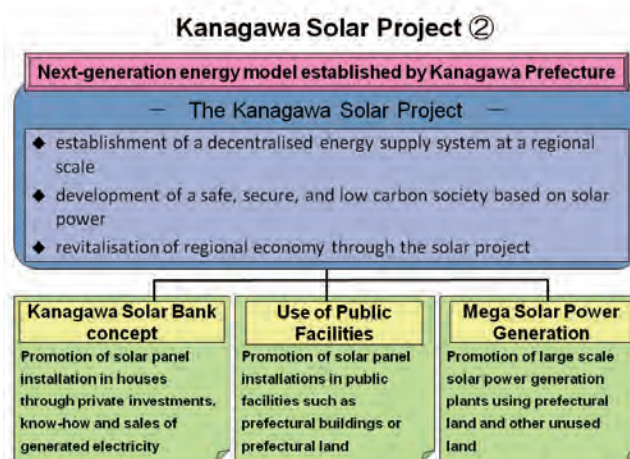 Kanagawa Solar Project ②
Next-generation energy model established by Kanagawa Prefecture
— The Kanagawa Solar Project —
◆ establishment of a decentralised energy supply system at a regional
scale
◆ development of a safe, secure, and low carbon society based on solar
power
◆ revitalisation of regional economy through the solar project
Kanagawa Solar Bank
concept
Promotion of solar panel
installation in houses
through private investments,
know-how and sales of
generated electricity
Use of Public
Facilities
Promotion of solar panel
installations in public
facilities such as
prefectural buildings or
prefectural land
Mega Solar Power
Generation
Promotion of large scale
solar power generation
plants using prefectural
land and other unused
land